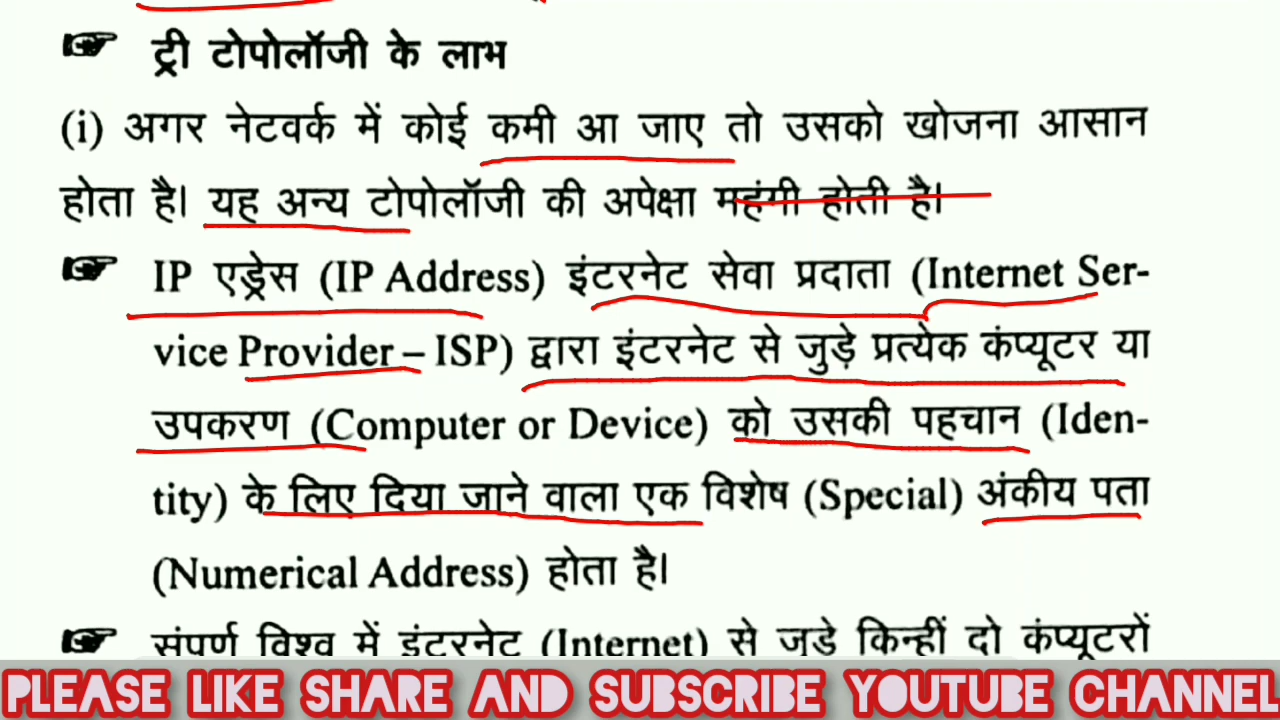 ☞ ट्री टोपोलॉजी के लाभ
(i) अगर नेटवर्क में कोई कमी आ जाए तो उसको खोजना आसान
होता है। यह अन्य टोपोलॉजी की अपेक्षा महंगी होती है।
☞ IP एड्रेस (IP Address) इंटरनेट सेवा प्रदाता (Internet Ser-
vice Provider – ISP) द्वारा इंटरनेट से जुड़े प्रत्येक कंप्यूटर या
उपकरण (Computer or Device) को उसकी पहचान (Iden-
tity) के लिए दिया जाने वाला एक विशेष (Special) अंकीय पता
(Numerical Address) होता है।
☞ संपूर्ण विश्व में इंटरनेट (Internet) से जुड़े किन्हीं दो कंप्यूटरों
PLEASE LIKE SHARE AND SUBSCRIBE YOUTUBE CHANNEL